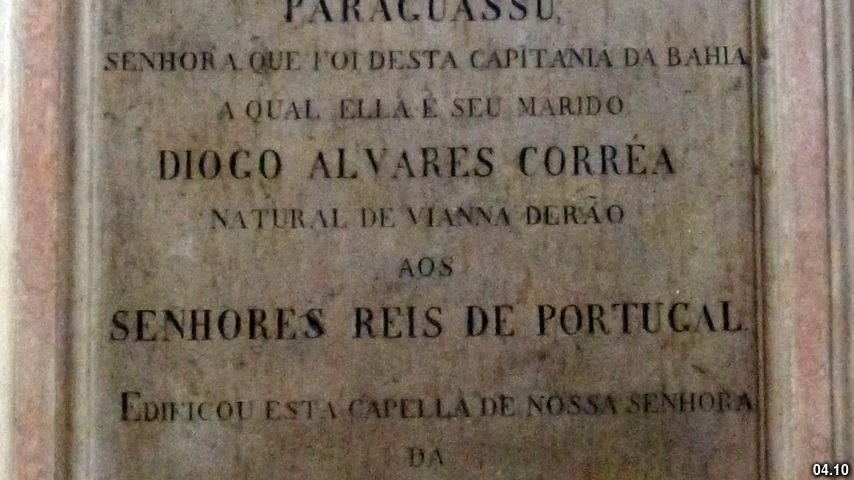 PARAGUASSU,
SENHORA QUE FOI DESTA CAPITANIA DA BAHIA
A QUAL ELLA E SEU MARIDO
DIOGO ALVARES CORRÉA
NATURAL DE VIANNA DERÃO
AOS
SENHORES REIS DE PORTUGAL
EDIFICOU ESTA CAPELLA DE NOSSA SENHORA
DA
04.10